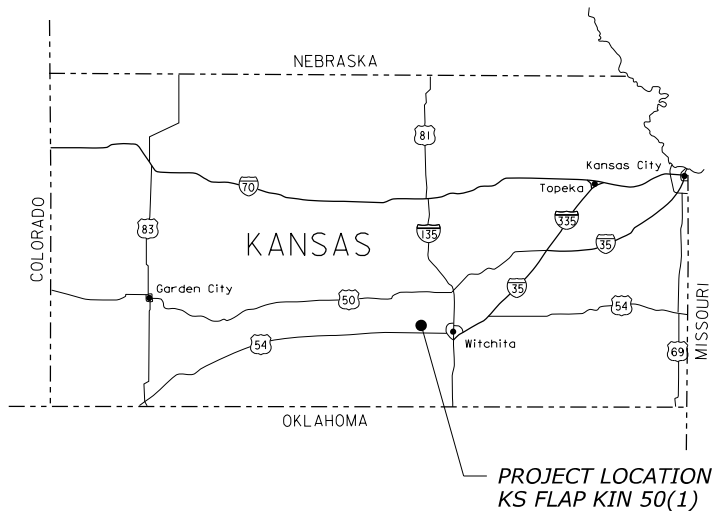 NEBRASKA
81
Kansas City
70
Topeka
COLORADO
83
135
335
KANSAS
35
Garden City
35
50
54
MISSOURI
54
Witchita
69
OKLAHOMA
PROJECT LOCATION
KS FLAP KIN 50(1)